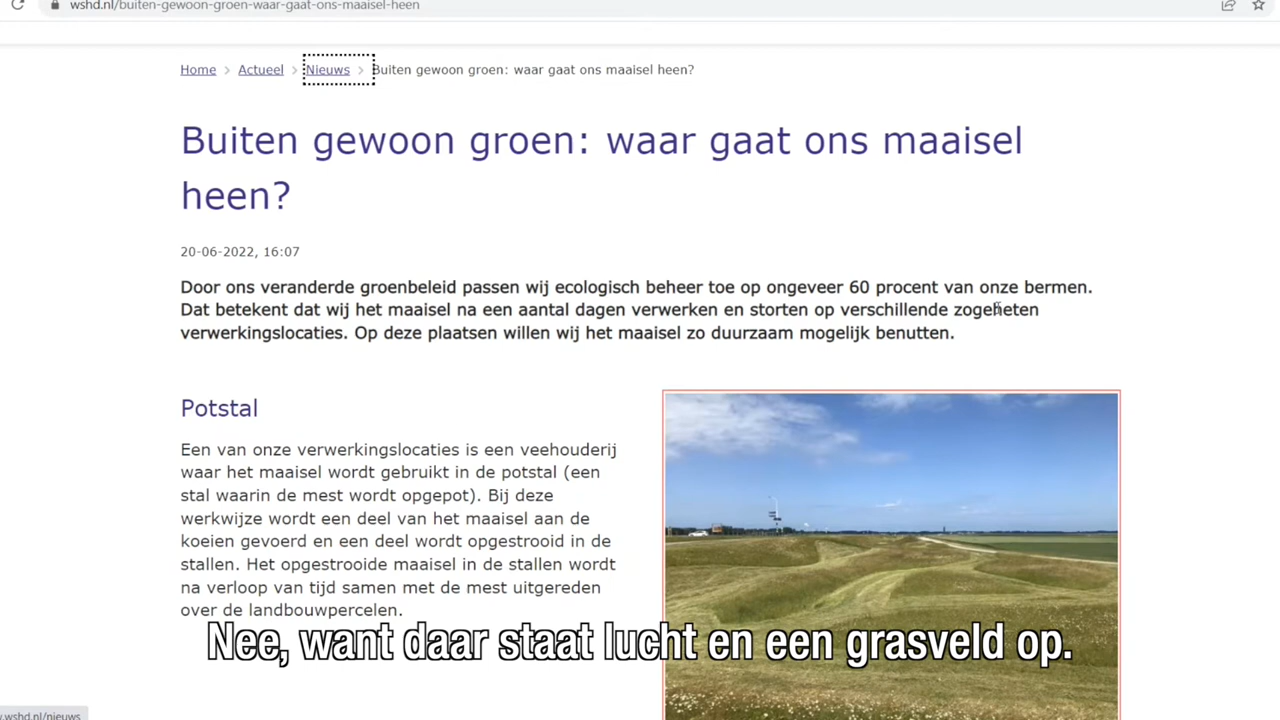 wshd.nl/buiten-gewoon-groen-waar-gaat-ons-maaisel-heen
Home > Actueel > Nieuws > Buiten gewoon groen: waar gaat ons maaisel heen?
Buiten gewoon groen: waar gaat ons maaisel
heen?
20-06-2022, 16:07
Door ons veranderde groenbeleid passen wij ecologisch beheer toe op ongeveer 60 procent van onze bermen.
Dat betekent dat wij het maaisel na een aantal dagen verwerken en storten op verschillende zogeheten
verwerkingslocaties. Op deze plaatsen willen wij het maaisel zo duurzaam mogelijk benutten.
Potstal
Een van onze verwerkingslocaties is een veehouderij
waar het maaisel wordt gebruikt in de potstal (een
stal waarin de mest wordt opgepot). Bij deze
werkwijze wordt een deel van het maaisel aan de
koeien gevoerd en een deel wordt opgestrooid in de
stallen. Het opgestrooide maaisel in de stallen wordt
na verloop van tijd samen met de mest uitgereden
over de landbouwpercelen.
Nee, want daar staat lucht en een grasveld op.
.wshd.nl/nieuws